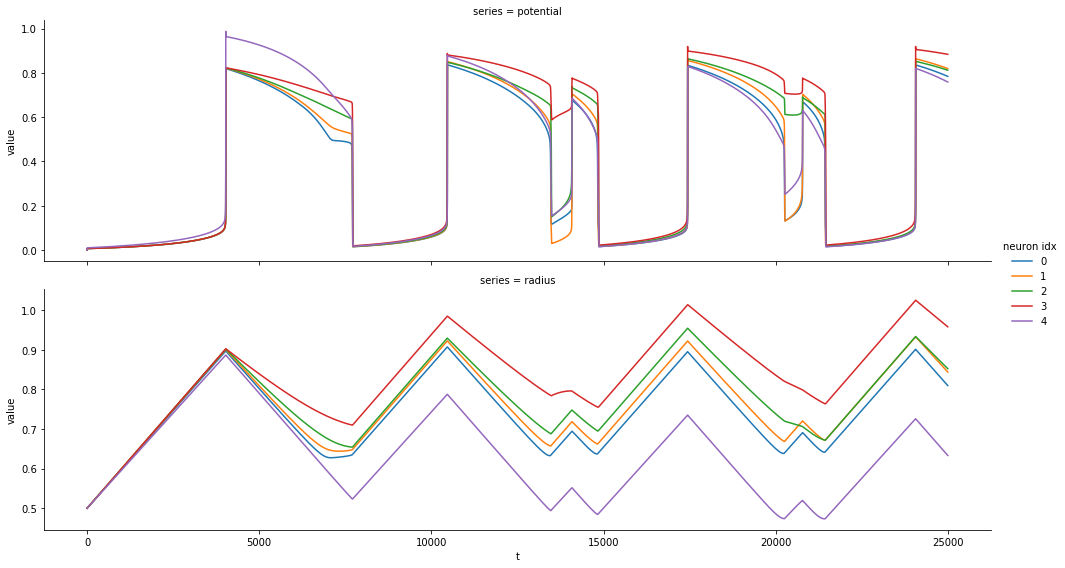 series = potential
1.0
0.8
0.6
0.4
0.2
0.0
value
series = radius
1.0
0.9
0.8
0.7
0.6
0.5
value
0 5000 10000 15000 20000 25000
t
neuron idx
0
1
2
3
4